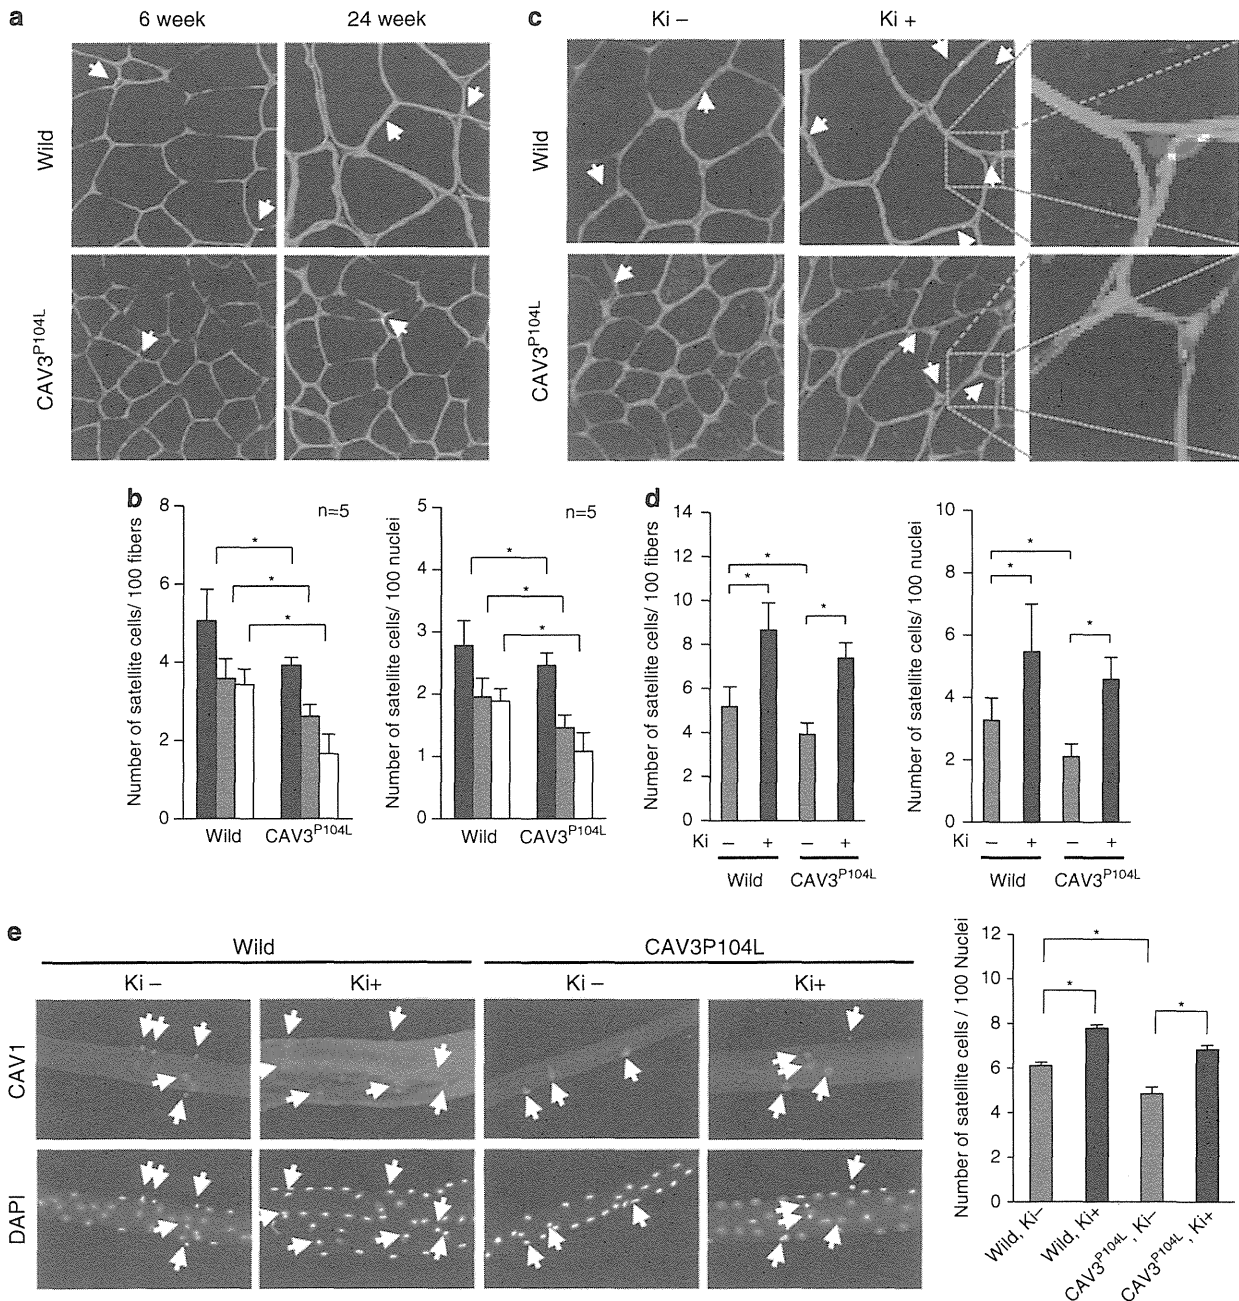 a
6 week
24 week
Wild
CAV3P104L
c
Ki –
Ki +
Wild
CAV3P104L
b
Number of satellite cells/ 100 fibers
8
6
4
2
0
n=5
*
*
*
Wild
CAV3P104L
Number of satellite cells/ 100 nuclei
5
4
3
2
1
0
n=5
*
*
*
Wild
CAV3P104L
d
Number of satellite cells/ 100 fibers
14
12
10
8
6
4
2
0
*
*
*
Ki – + – +
Wild
CAV3P104L
Number of satellite cells/ 100 nuclei
10
8
6
4
2
0
*
*
*
Ki – + – +
Wild
CAV3P104L
e
Wild
CAV3P104L
Ki –
Ki+
Ki –
Ki+
CAV1
DAPI
Number of satellite cells / 100 Nuclei
12
10
8
6
4
2
0
*
*
*
Wild, Ki–
Wild, Ki+
CAV3P104L, Ki–
CAV3P104L, Ki+